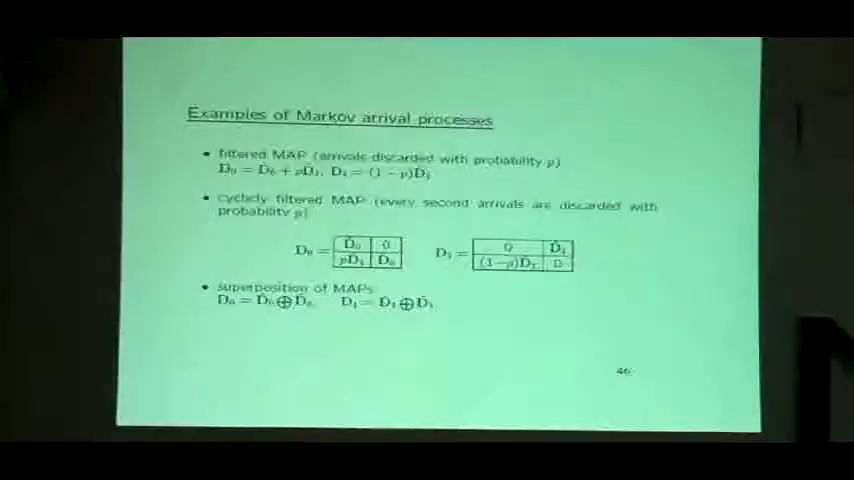 Examples of Markov arrival processes
• filtered MAP (arrivals discarded with probability p)
D₀ = D̂₀ + pD̂₁, D₁ = (1 − p)D̂₁
• cyclicly filtered MAP (every second arrivals are discarded with
probability p)
D₀ = D̂₀ 0 D₁ = 0 D̂₁
pD̂₁ D̂₀ (1−p)D̂₁ 0
• superposition of MAPs
D₀ = D̂₀ ⊕ D̃₀, D₁ = D̂₁ ⊕ D̃₁
46